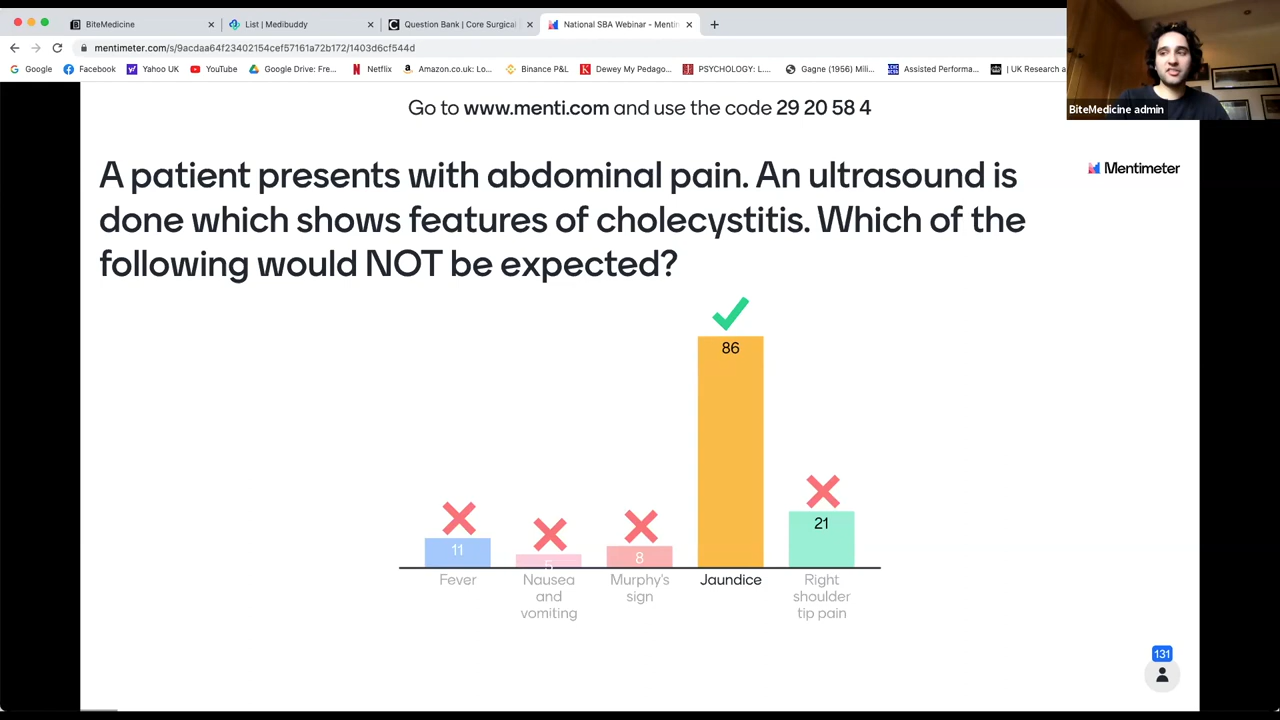 BiteMedicine
List | Medibuddy
Question Bank | Core Surgical
National SBA Webinar - Mentim
mentimeter.com/s/9acdaa64f23402154cef57161a72b172/1403d6cf544d
Google
Facebook
Yahoo UK
YouTube
Google Drive: Fre...
Netflix
Amazon.co.uk: Lo...
Binance P&L
Dewey My Pedago...
PSYCHOLOGY: L....
Gagne (1956) Mili...
Assisted Performa...
| UK Research a
BiteMedicine admin
Go to www.menti.com and use the code 29 20 58 4
Mentimeter
A patient presents with abdominal pain. An ultrasound is
done which shows features of cholecystitis. Which of the
following would NOT be expected?
86
21
11
8
5
Fever
Nausea
and
vomiting
Murphy's
sign
Jaundice
Right
shoulder
tip pain
131